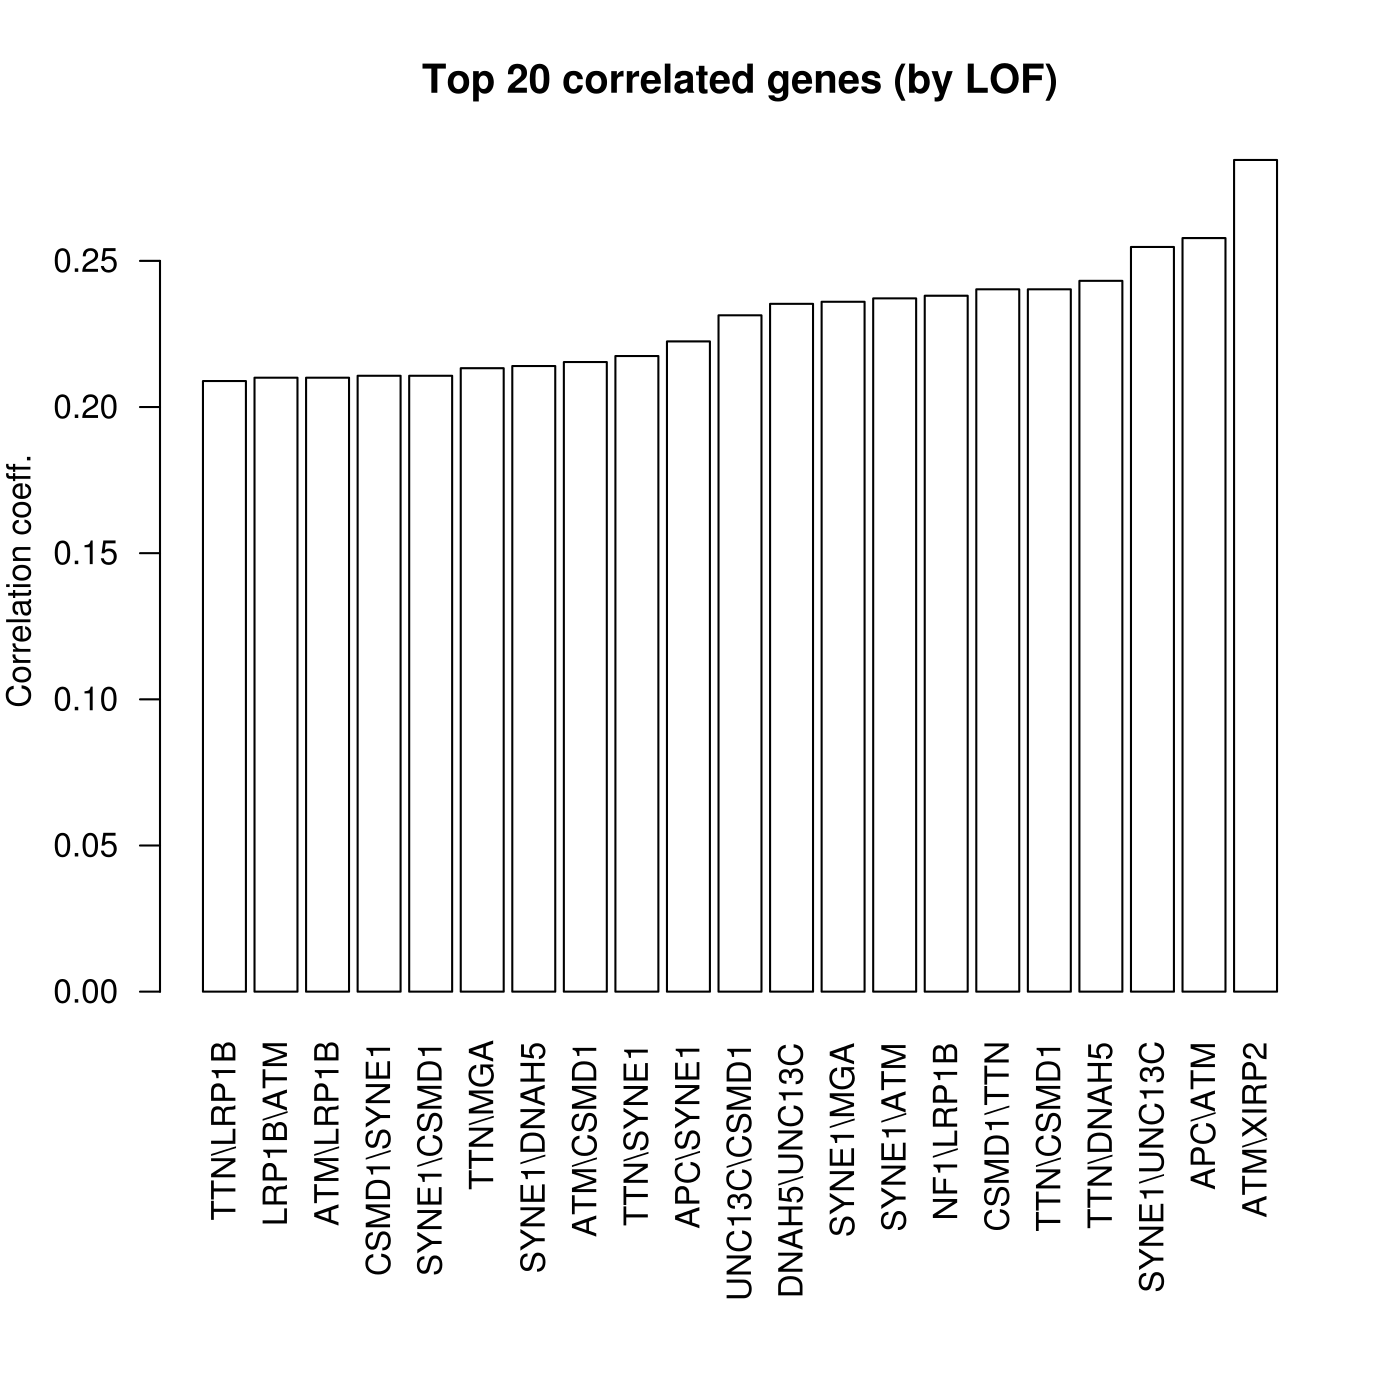 Top 20 correlated genes (by LOF)
Correlation coeff.
0.25
0.20
0.15
0.10
0.05
0.00
TTN\LRP1B
LRP1B\ATM
ATM\LRP1B
CSMD1\SYNE1
SYNE1\CSMD1
TTN\MGA
SYNE1\DNAH5
ATM\CSMD1
TTN\SYNE1
APC\SYNE1
UNC13C\CSMD1
DNAH5\UNC13C
SYNE1\MGA
SYNE1\ATM
NF1\LRP1B
CSMD1\TTN
TTN\CSMD1
TTN\DNAH5
SYNE1\UNC13C
APC\ATM
ATM\XIRP2